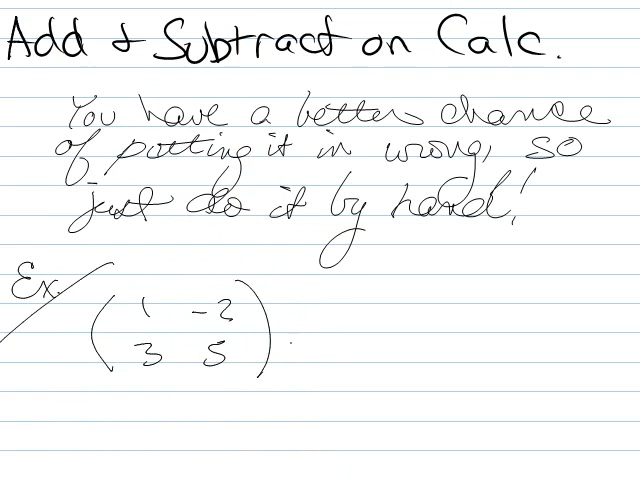 Add & Subtract on Calc.
You have a better chance
of putting it in wrong, so
just do it by hand!
Ex.
1 -2
3 5